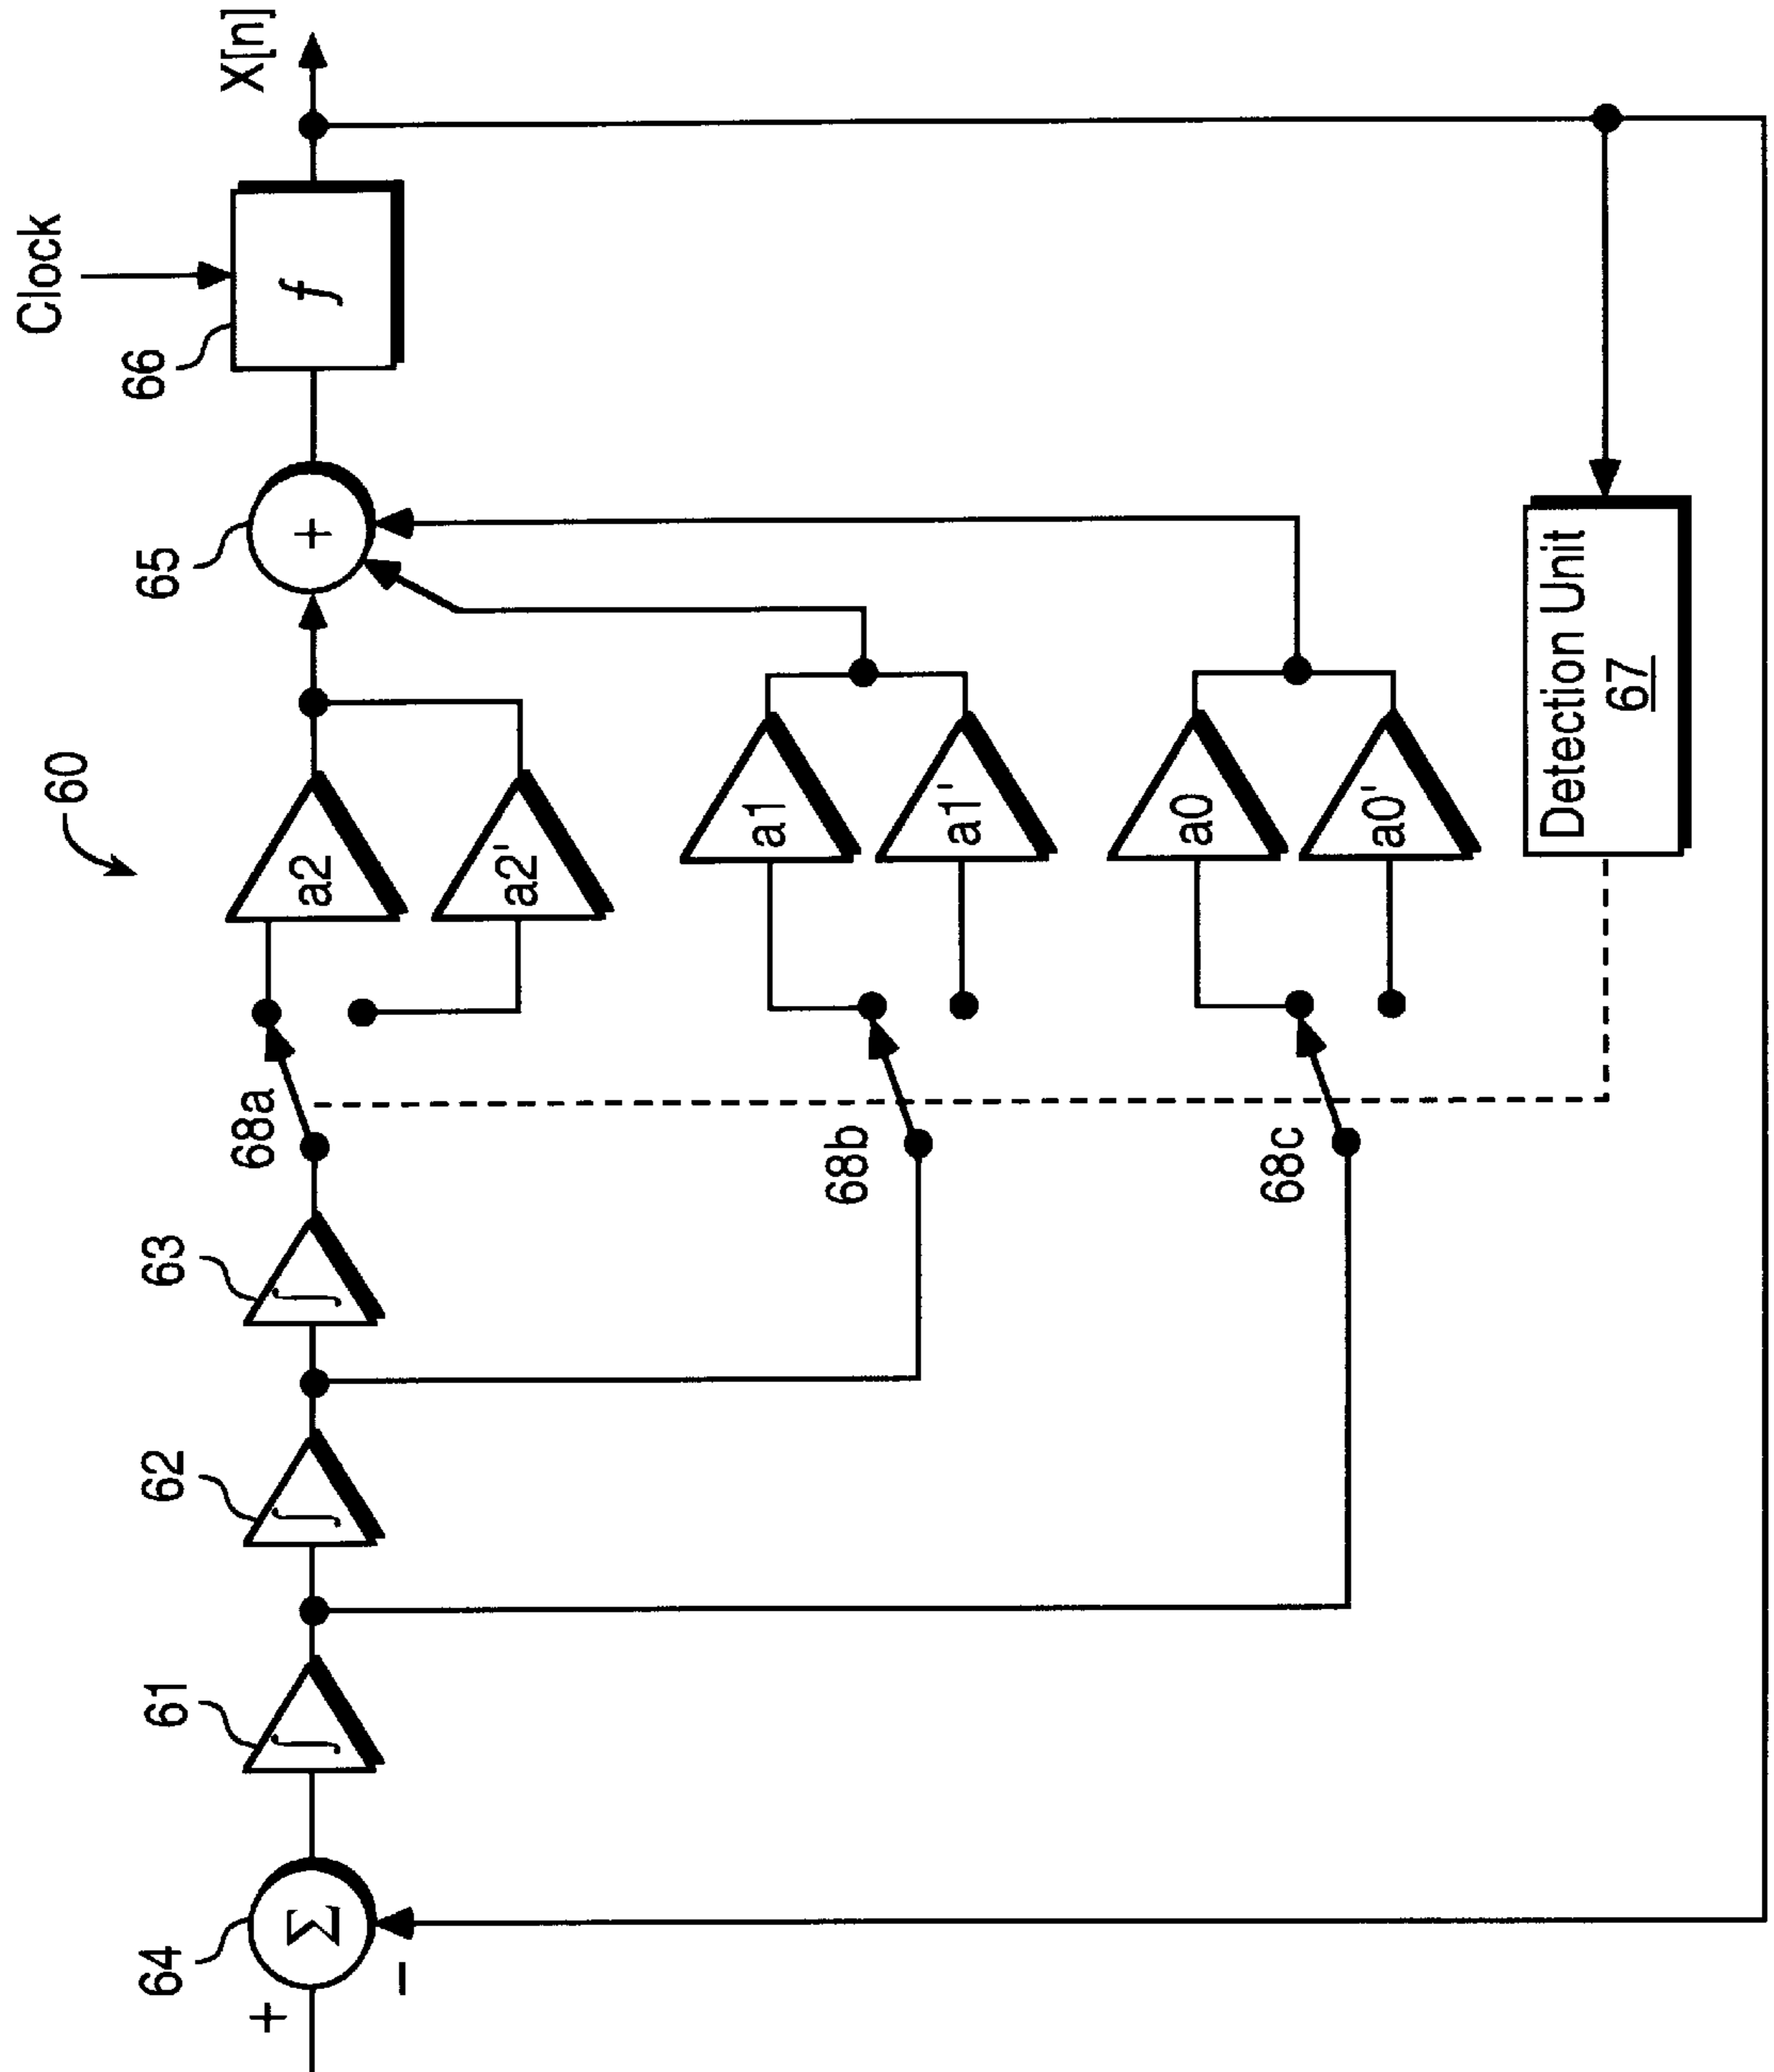 60
+
64
Σ
−
61
∫
62
∫
63
∫
68a
68b
68c
a2
a2'
a1
a1'
a0
a0'
65
+
66
f
Clock
X[n]
Detection Unit
67